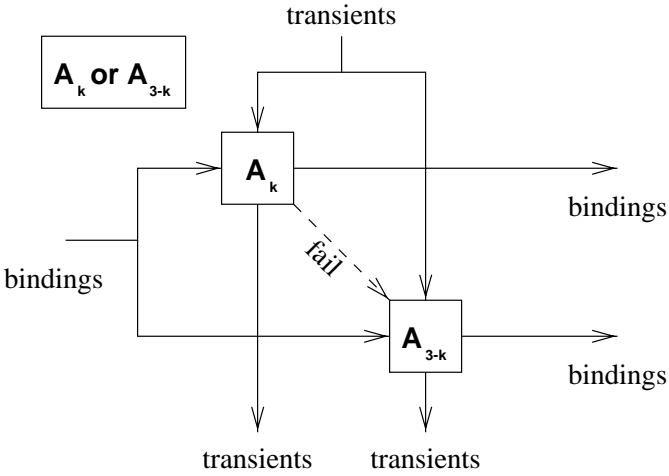 transients
A_k or A_3-k
A_k
bindings
fail
bindings
A_3-k
bindings
transients
transients